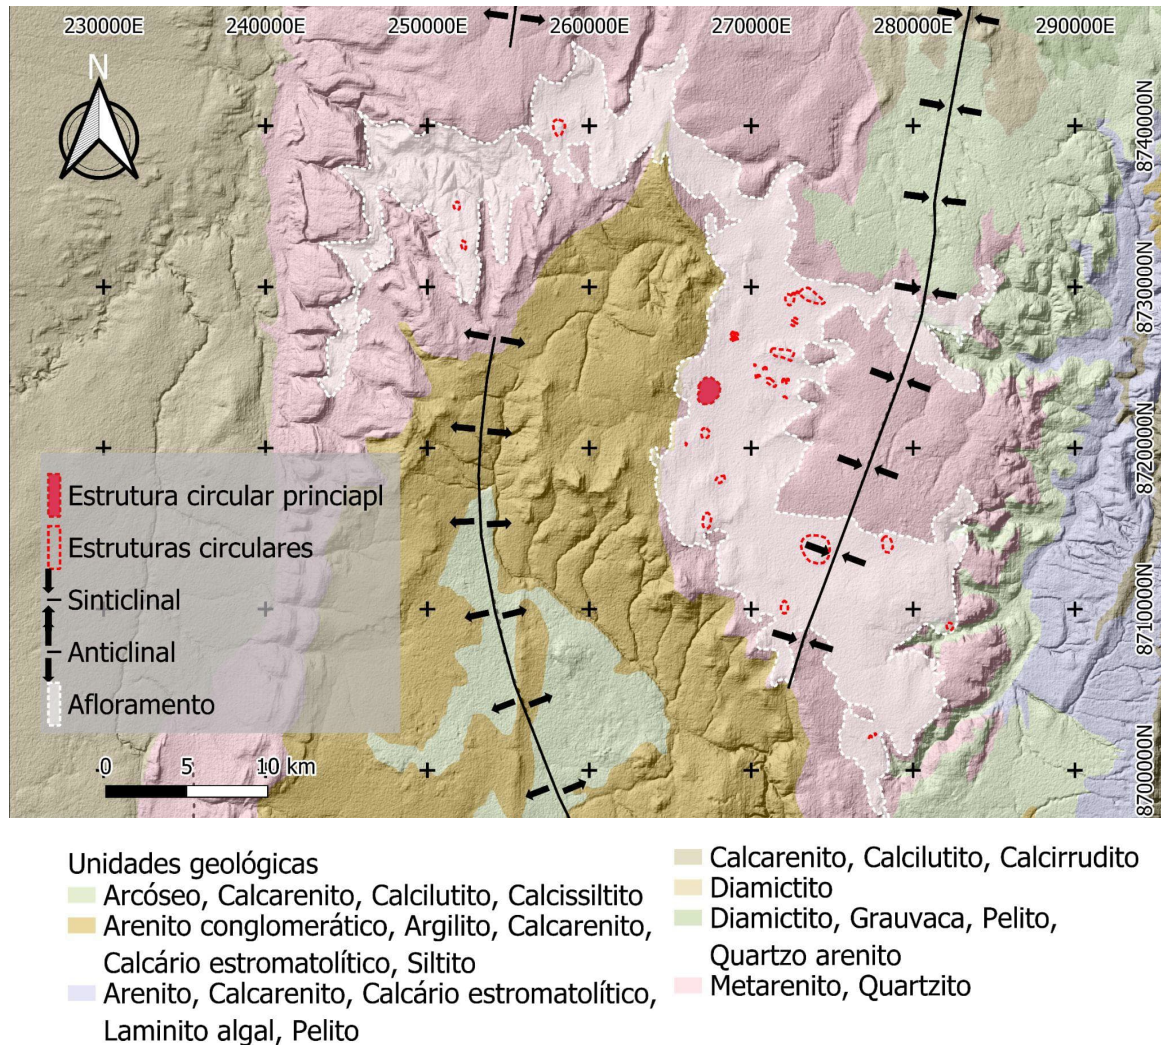 230000E 240000E 250000E 260000E 270000E 280000E 290000E
N
8740000N
8730000N
8720000N
8710000N
8700000N
Estrutura circular princiapl
Estruturas circulares
Sinticlinal
Anticlinal
Afloramento
0 5 10 km
Unidades geológicas
Arcóseo, Calcarenito, Calcilutito, Calcissiltito
Arenito conglomerático, Argilito, Calcarenito,
Calcário estromatolítico, Siltito
Arenito, Calcarenito, Calcário estromatolítico,
Laminito algal, Pelito
Calcarenito, Calcilutito, Calcirrudito
Diamictito
Diamictito, Grauvaca, Pelito,
Quartzo arenito
Metarenito, Quartzito